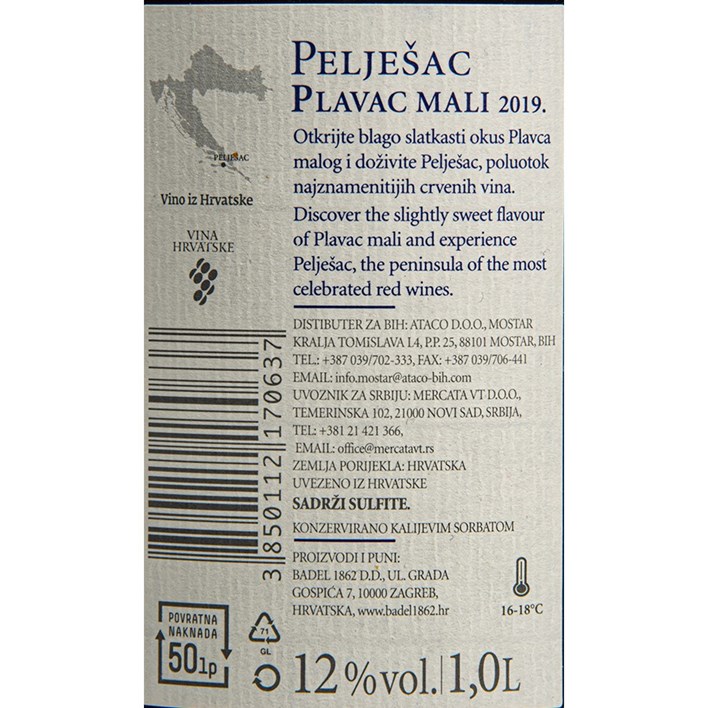 PELJEŠAC
PLAVAC MALI 2019.
Otkrijte blago slatkasti okus Plavca
malog i doživite Pelješac, poluotok
najznamenitijih crvenih vina.
Discover the slightly sweet flavour
of Plavac mali and experience
Pelješac, the peninsula of the most
celebrated red wines.
PELJEŠAC
Vino iz Hrvatske
VINA
HRVATSKE
DISTIBUTER ZA BIH: ATACO D.O.O., MOSTAR
KRALJA TOMISLAVA L4, P.P. 25, 88101 MOSTAR, BIH
TEL.: +387 039/702-333, FAX: +387 039/706-441
EMAIL: info.mostar@ataco-bih.com
UVOZNIK ZA SRBIJU: MERCATA VT D.O.O.,
TEMERINSKA 102, 21000 NOVI SAD, SRBIJA,
TEL: +381 21 421 366,
EMAIL: office@mercatavt.rs
ZEMLJA PORIJEKLA: HRVATSKA
UVEZENO IZ HRVATSKE
SADRŽI SULFITE.
KONZERVIRANO KALIJEVIM SORBATOM
PROIZVODI I PUNI:
BADEL 1862 D.D., UL. GRADA
GOSPIĆA 7, 10000 ZAGREB,
HRVATSKA, www.badel1862.hr
16-18°C
3 850112 170637
POVRATNA
NAKNADA
50lp
71
GL
12%vol. 1,0L